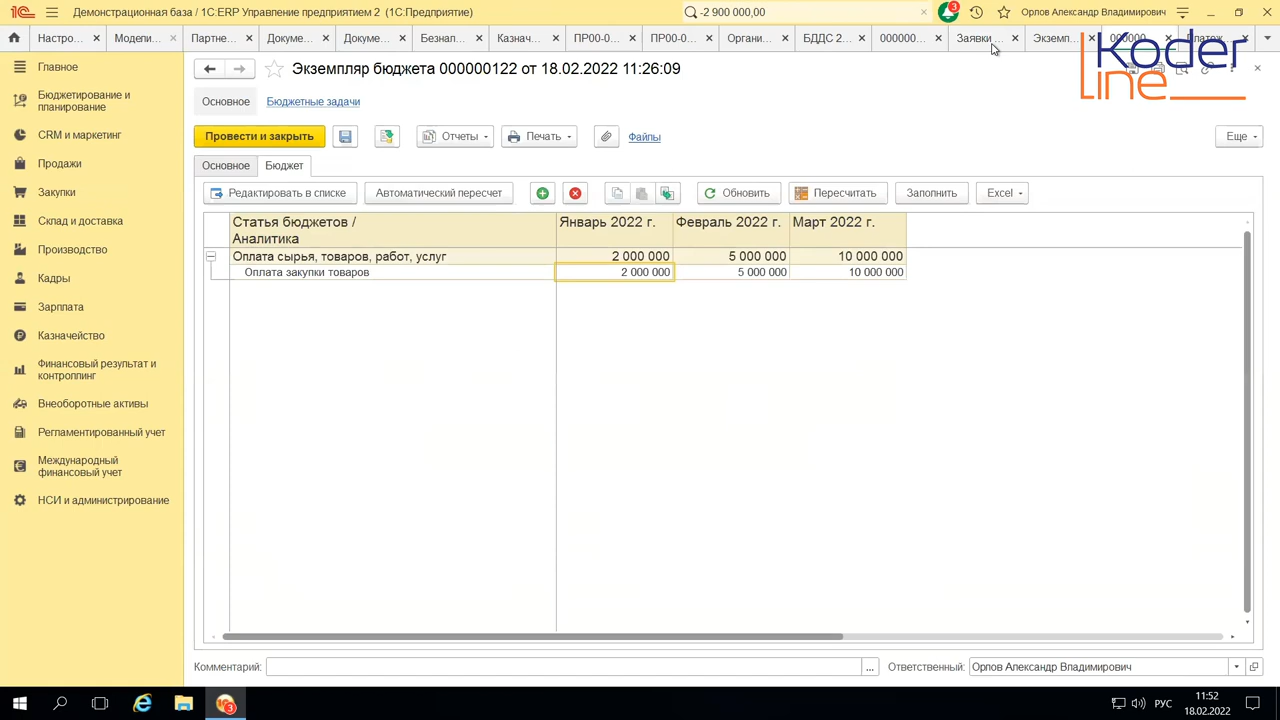 Демонстрационная база / 1С:ERP Управление предприятием 2 (1С:Предприятие)
-2 900 000,00
3
Орлов Александр Владимирович
Настро...
Модели...
Партне...
Докуме...
Докуме...
Безнал...
Казнач...
ПР00-0...
ПР00-0...
Органи...
БДДС 2...
000000...
Заявки ...
Экземп...
000000...
Платеж...
Koder
line
Экземпляр бюджета 000000122 от 18.02.2022 11:26:09
Основное
Бюджетные задачи
Провести и закрыть
Отчеты
Печать
Файлы
Еще
Основное
Бюджет
Редактировать в списке
Автоматический пересчет
Обновить
Пересчитать
Заполнить
Excel
Статья бюджетов /
Аналитика
Январь 2022 г.
Февраль 2022 г.
Март 2022 г.
Оплата сырья, товаров, работ, услуг
2 000 000
5 000 000
10 000 000
Оплата закупки товаров
2 000 000
5 000 000
10 000 000
Комментарий:
...
Ответственный:
Орлов Александр Владимирович
Главное
Бюджетирование и
планирование
CRM и маркетинг
Продажи
Закупки
Склад и доставка
Производство
Кадры
Зарплата
Казначейство
Финансовый результат и
контроллинг
Внеоборотные активы
Регламентированный учет
Международный
финансовый учет
НСИ и администрирование
3
РУС
11:52
18.02.2022